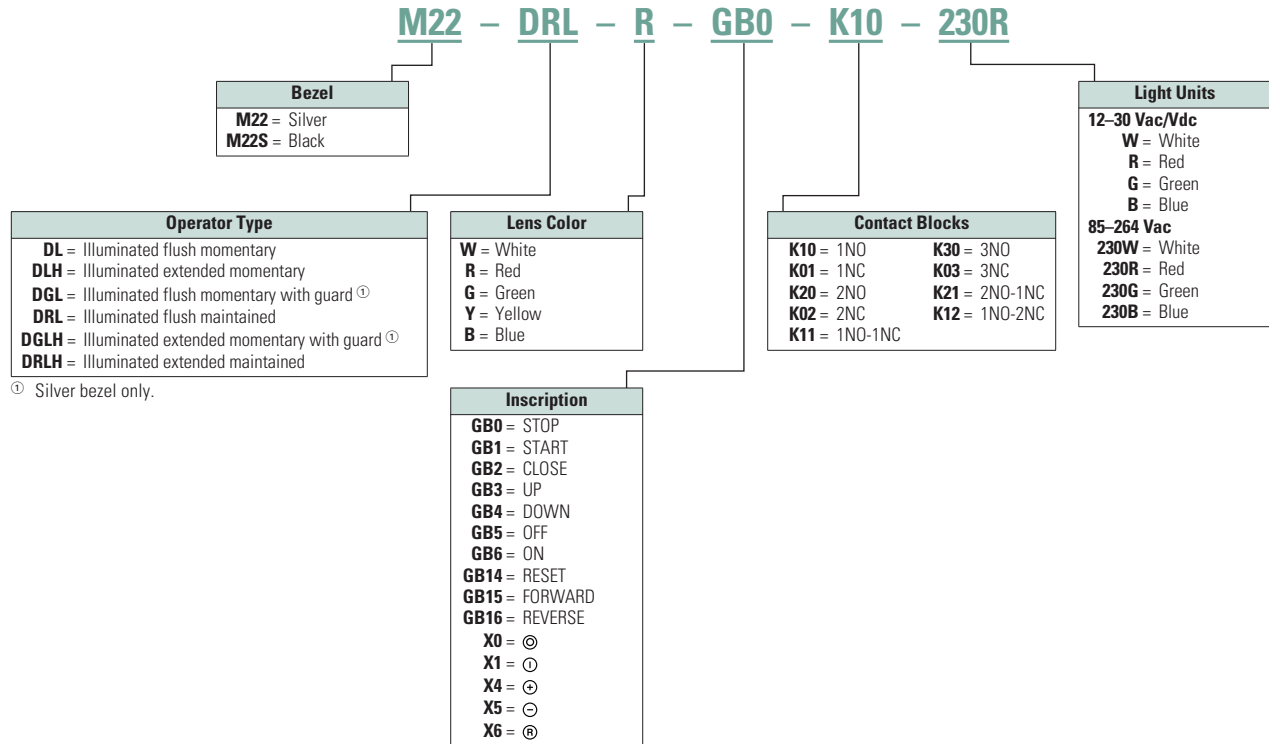 M22 – DRL – R – GB0 – K10 – 230R
Bezel
M22 = Silver
M22S = Black
Light Units
12–30 Vac/Vdc
W = White
R = Red
G = Green
B = Blue
85–264 Vac
230W = White
230R = Red
230G = Green
230B = Blue
Operator Type
DL = Illuminated flush momentary
DLH = Illuminated extended momentary
DGL = Illuminated flush momentary with guard ①
DRL = Illuminated flush maintained
DGLH = Illuminated extended momentary with guard ①
DRLH = Illuminated extended maintained
① Silver bezel only.
Lens Color
W = White
R = Red
G = Green
Y = Yellow
B = Blue
Contact Blocks
K10 = 1NO K30 = 3NO
K01 = 1NC K03 = 3NC
K20 = 2NO K21 = 2NO-1NC
K02 = 2NC K12 = 1NO-2NC
K11 = 1NO-1NC
Inscription
GB0 = STOP
GB1 = START
GB2 = CLOSE
GB3 = UP
GB4 = DOWN
GB5 = OFF
GB6 = ON
GB14 = RESET
GB15 = FORWARD
GB16 = REVERSE
X0 = ⌾
X1 = ⏼
X4 = ⊕
X5 = ⊖
X6 = ®